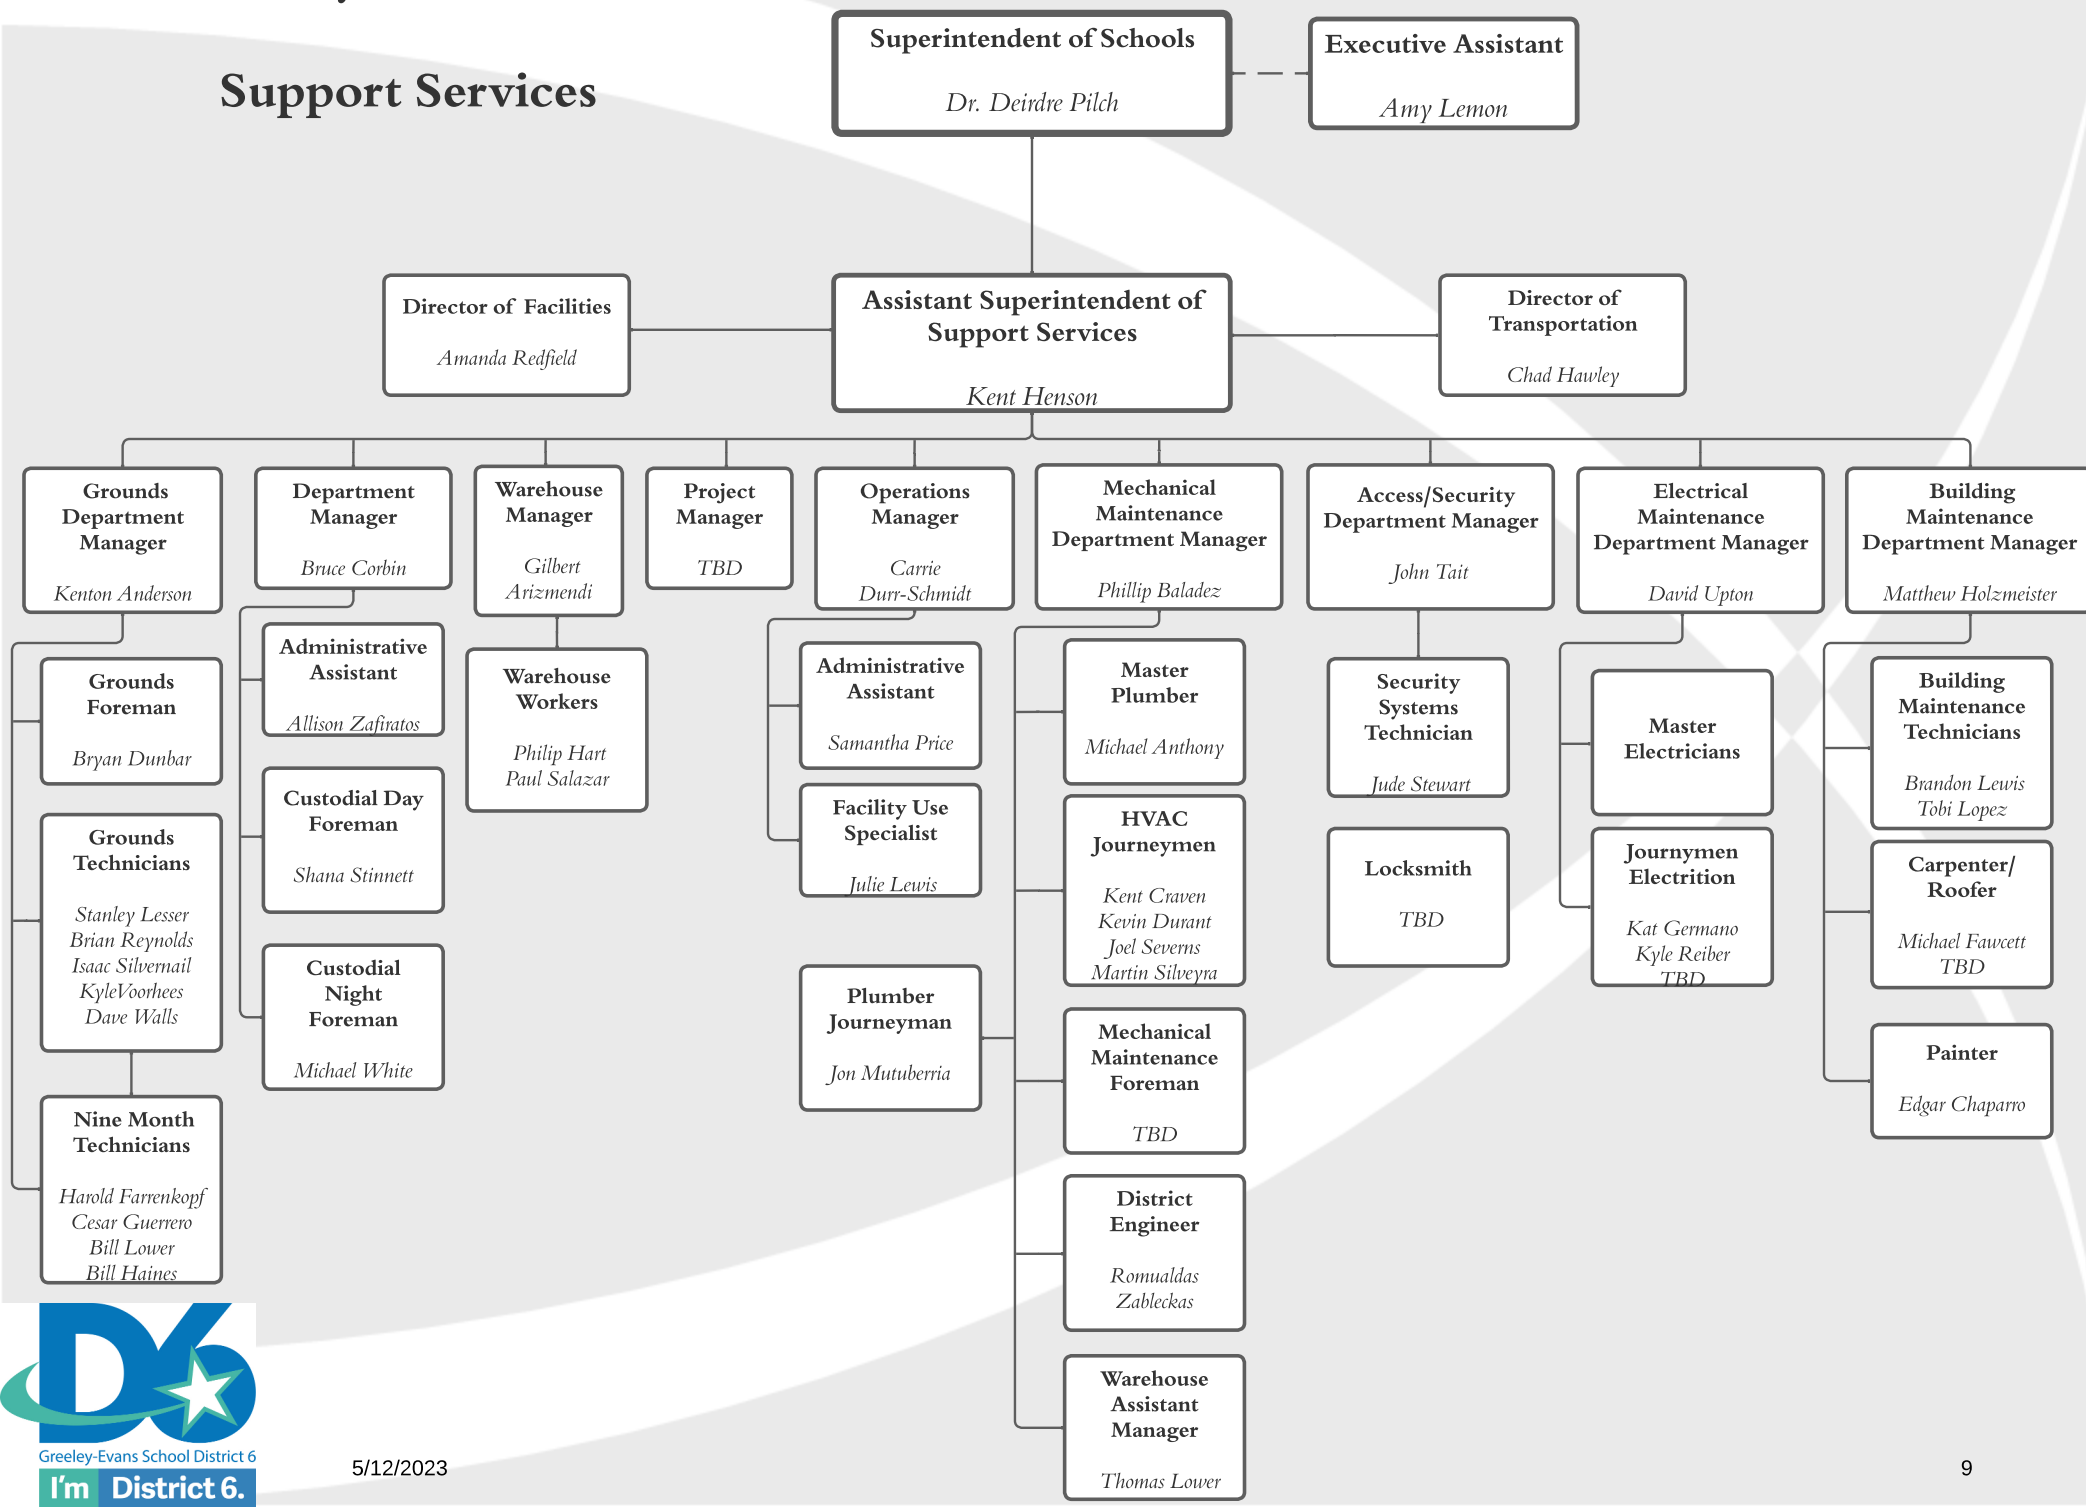 Support Services
Superintendent of Schools
Dr. Deirdre Pilch
Executive Assistant
Amy Lemon
Director of Facilities
Amanda Redfield
Assistant Superintendent of
Support Services
Kent Henson
Director of
Transportation
Chad Hawley
Grounds
Department
Manager
Kenton Anderson
Department
Manager
Bruce Corbin
Warehouse
Manager
Gilbert
Arizmendi
Project
Manager
TBD
Operations
Manager
Carrie
Durr-Schmidt
Mechanical
Maintenance
Department Manager
Phillip Baladez
Access/Security
Department Manager
John Tait
Electrical
Maintenance
Department Manager
David Upton
Building
Maintenance
Department Manager
Matthew Holzmeister
Grounds
Foreman
Bryan Dunbar
Grounds
Technicians
Stanley Lesser
Brian Reynolds
Isaac Silvernail
KyleVoorhees
Dave Walls
Nine Month
Technicians
Harold Farrenkopf
Cesar Guerrero
Bill Lower
Bill Haines
Administrative
Assistant
Allison Zafiratos
Custodial Day
Foreman
Shana Stinnett
Custodial
Night
Foreman
Michael White
Warehouse
Workers
Philip Hart
Paul Salazar
Administrative
Assistant
Samantha Price
Facility Use
Specialist
Julie Lewis
Plumber
Journeyman
Jon Mutuberria
Master
Plumber
Michael Anthony
HVAC
Journeymen
Kent Craven
Kevin Durant
Joel Severns
Martin Silveyra
Mechanical
Maintenance
Foreman
TBD
District
Engineer
Romualdas
Zableckas
Warehouse
Assistant
Manager
Thomas Lower
Security
Systems
Technician
Jude Stewart
Locksmith
TBD
Master
Electricians
Journymen
Electrition
Kat Germano
Kyle Reiber
TBD
Building
Maintenance
Technicians
Brandon Lewis
Tobi Lopez
Carpenter/
Roofer
Michael Fawcett
TBD
Painter
Edgar Chaparro
D6
Greeley-Evans School District 6
I'm District 6.
5/12/2023
9